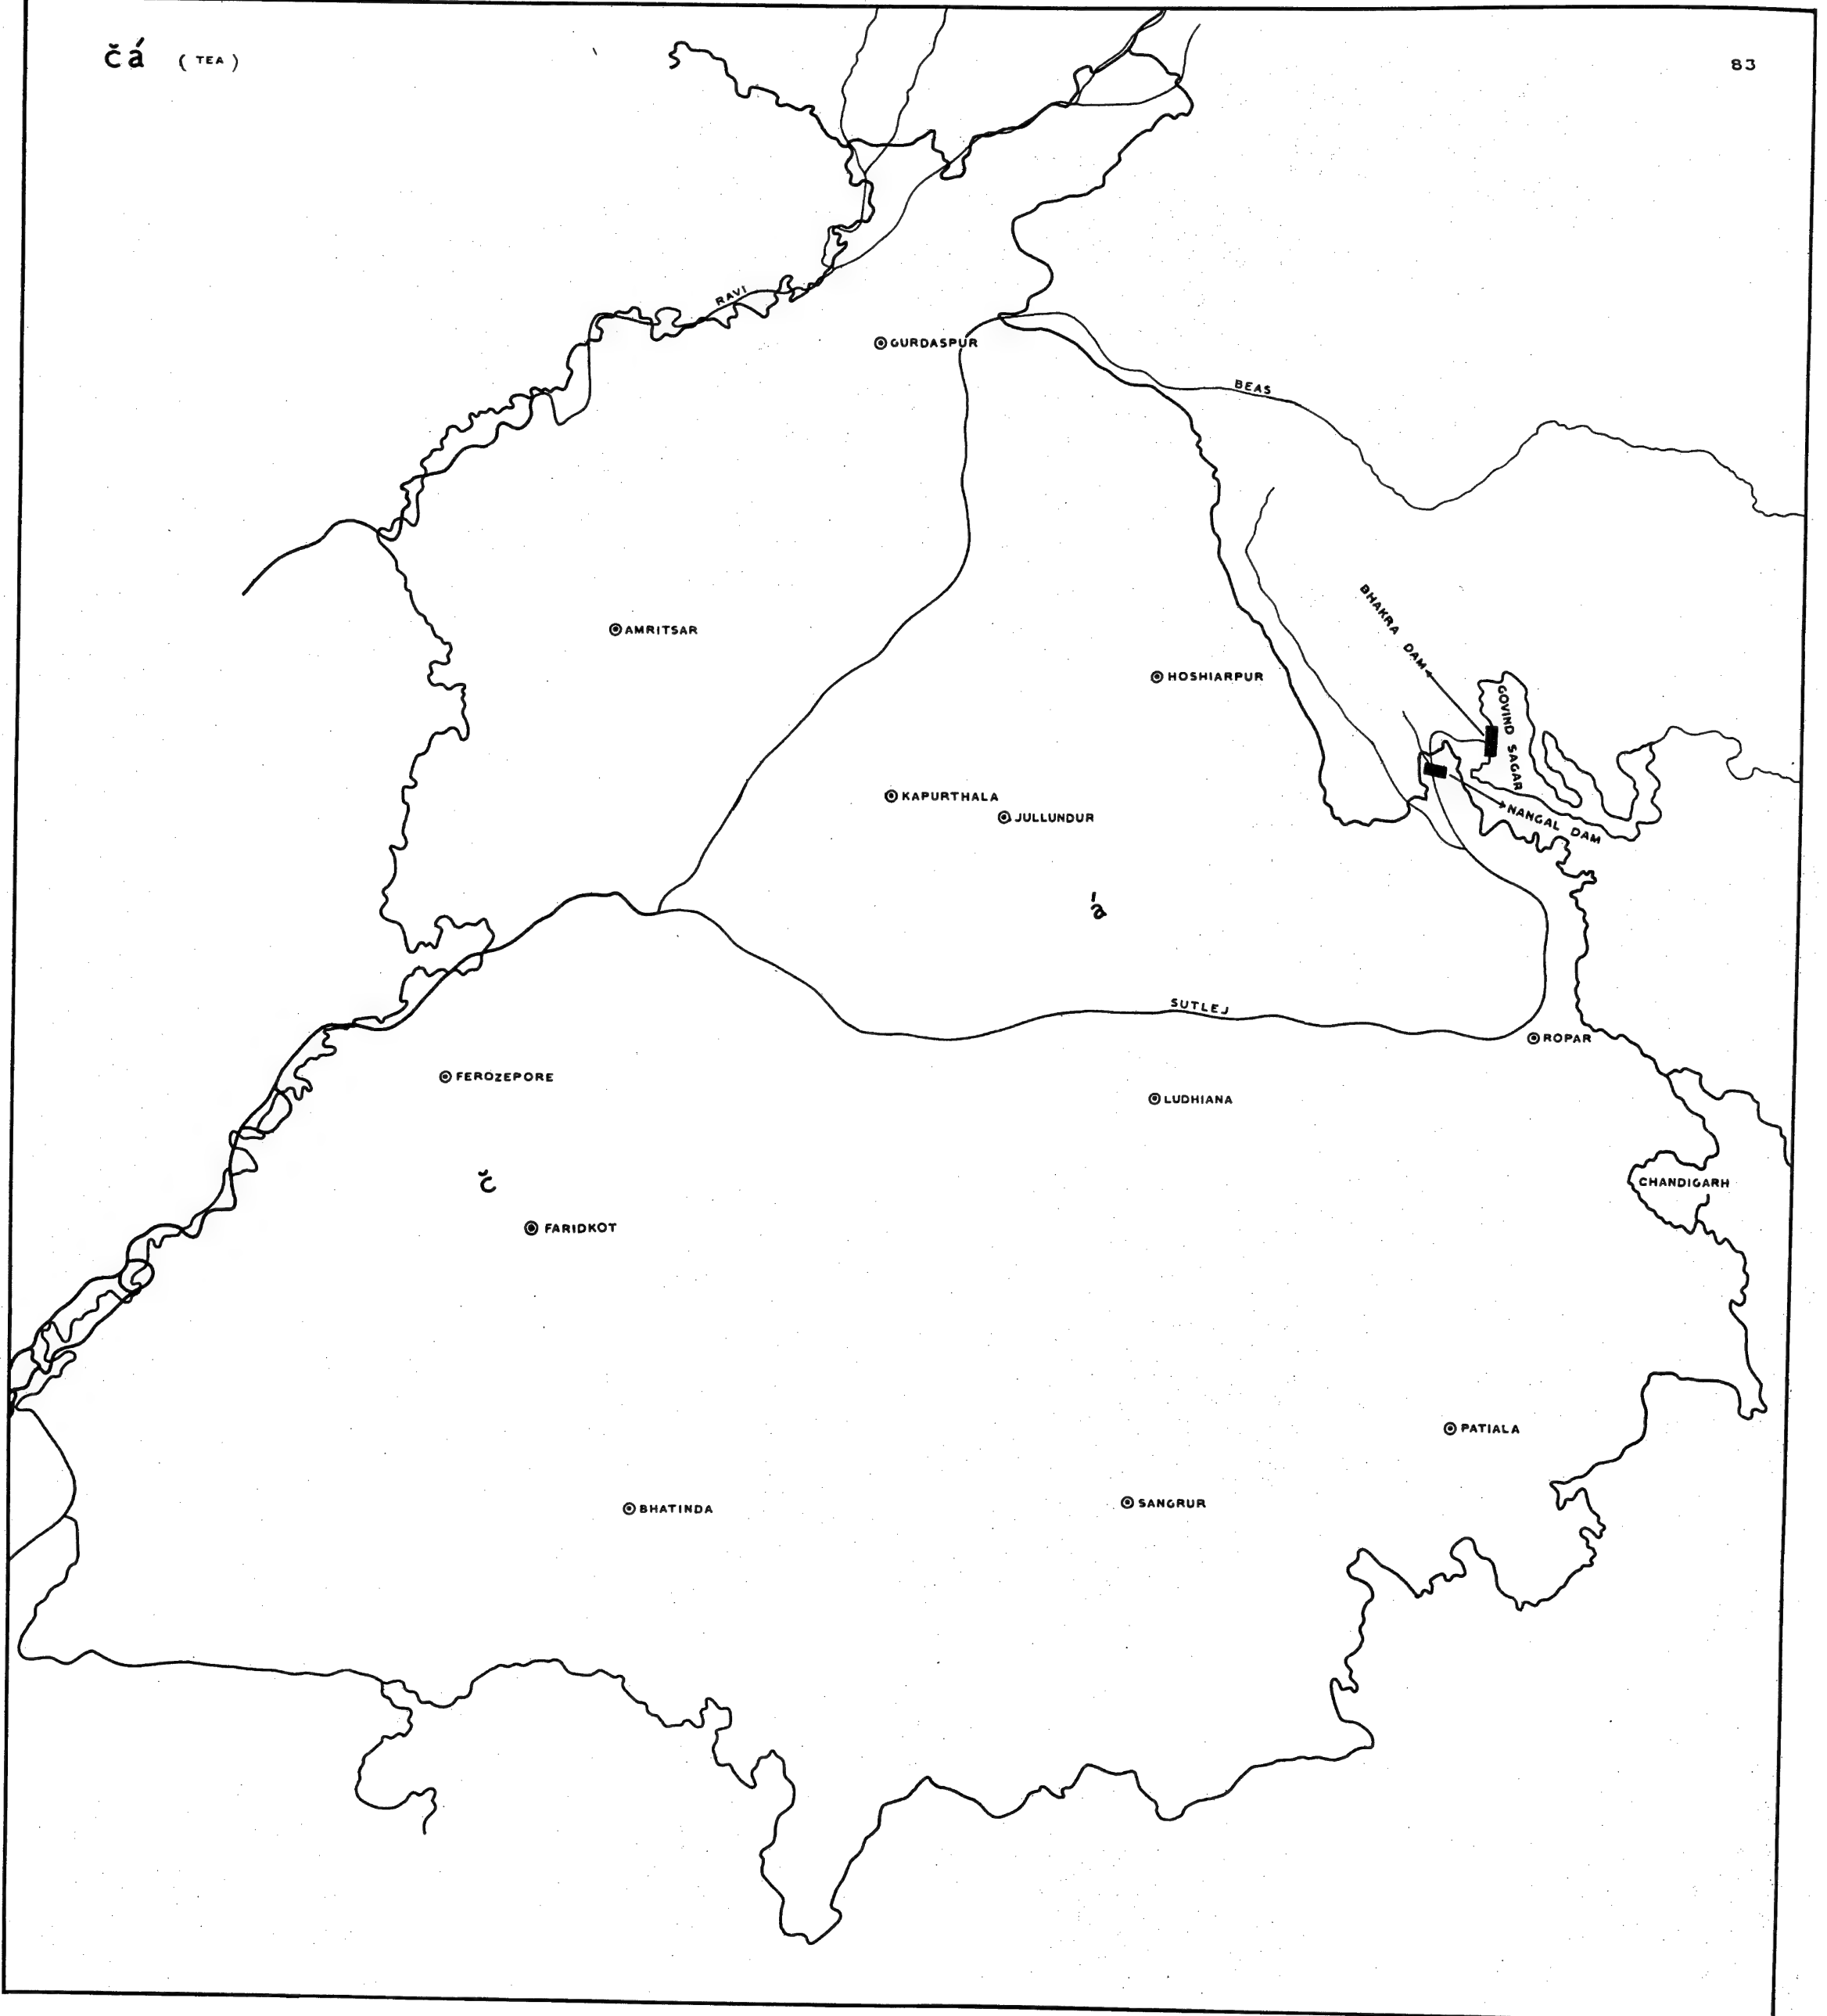 čá ( TEA )
83
RAVI
GURDASPUR
BEAS
AMRITSAR
BHAKRA DAM
HOSHIARPUR
GOVIND SAGAR
KAPURTHALA
JULLUNDUR
NANGAL DAM
á
SUTLEJ
ROPAR
FEROZEPORE
LUDHIANA
č
CHANDIGARH
FARIDKOT
PATIALA
BHATINDA
SANGRUR